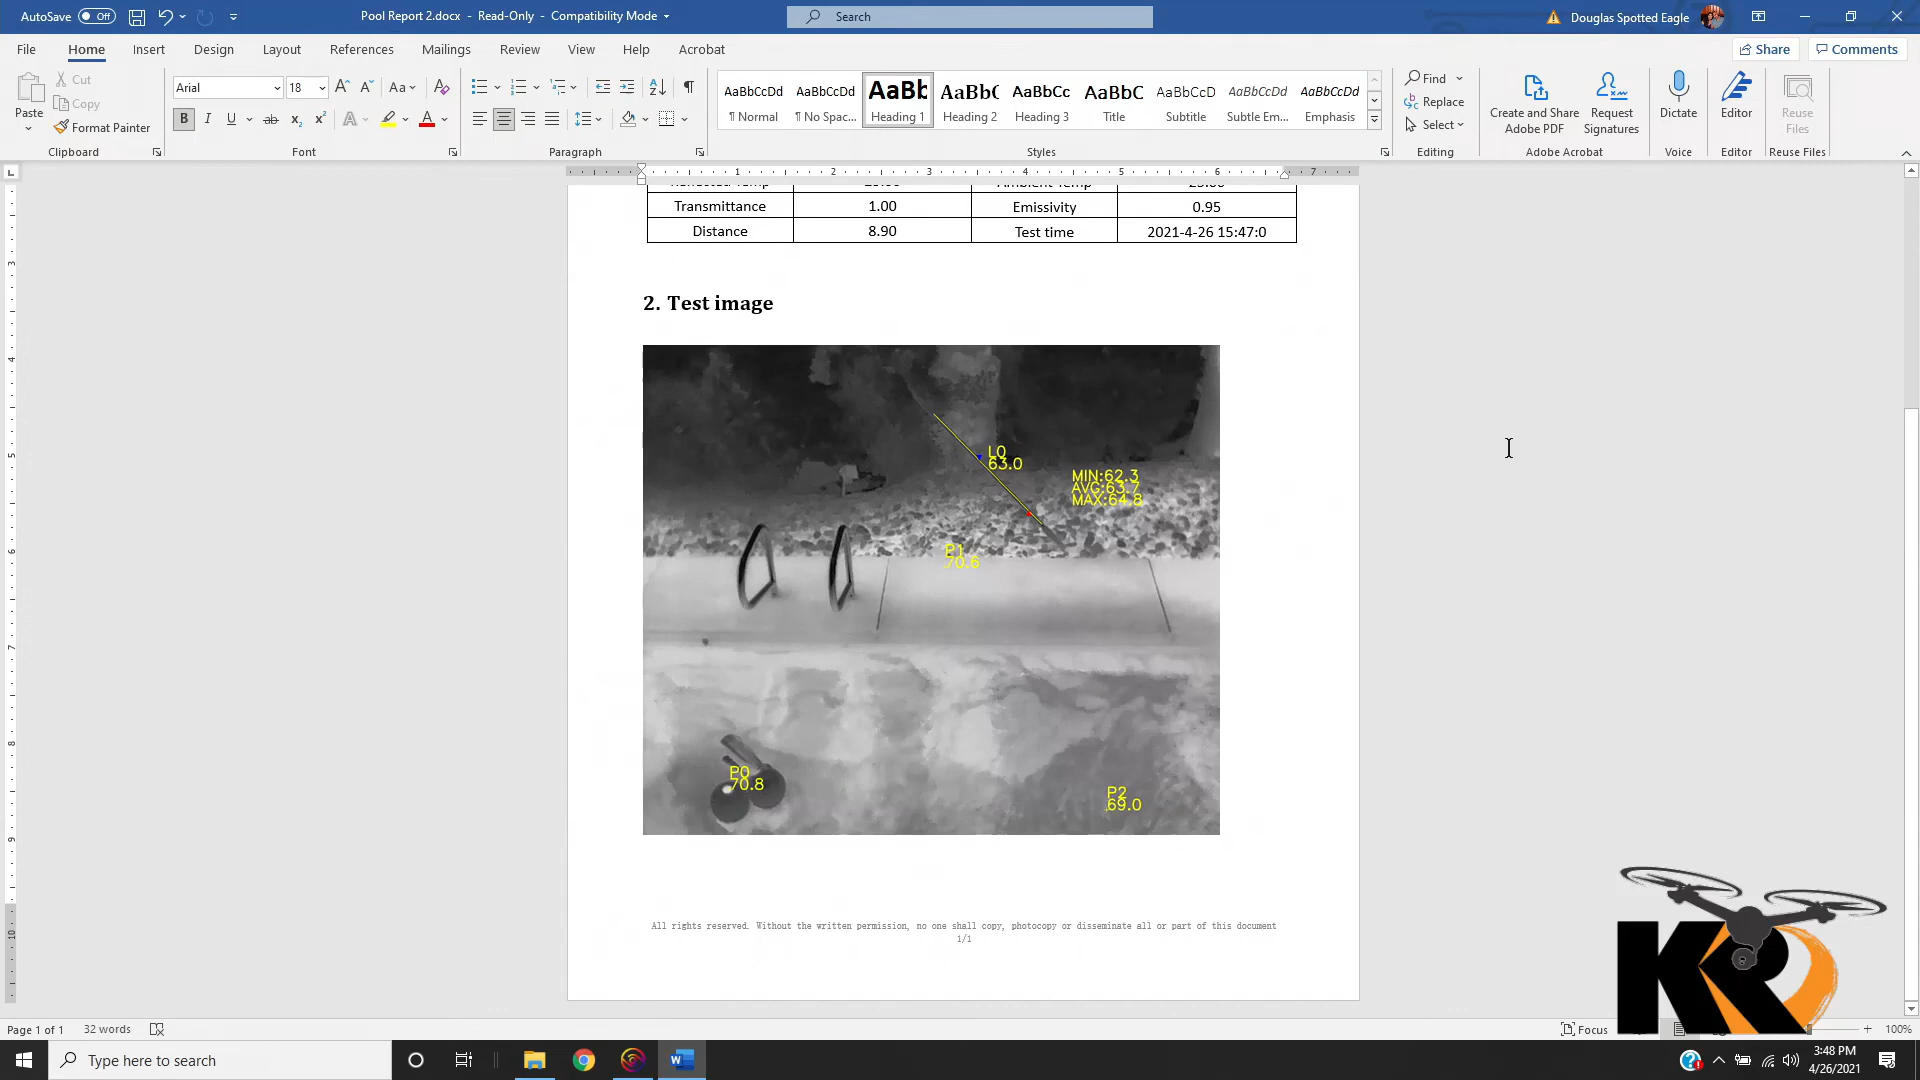 AutoSave Off
Pool Report 2.docx - Read-Only - Compatibility Mode
Search
Douglas Spotted Eagle
File Home Insert Design Layout References Mailings Review View Help Acrobat
Share Comments
Paste
Cut
Copy
Format Painter
Clipboard
Arial 18
Font
Paragraph
AaBbCcDd AaBbCcDd AaBb AaBbC AaBbCc AaBbC AaBbCcD AaBbCcDd AaBbCcDd
¶ Normal ¶ No Spac... Heading 1 Heading 2 Heading 3 Title Subtitle Subtle Em... Emphasis
Styles
Find
Replace
Select
Editing
Create and Share
Adobe PDF
Request
Signatures
Adobe Acrobat
Dictate
Voice
Editor
Editor
Reuse
Files
Reuse Files
Transmittance 1.00 Emissivity 0.95
Distance 8.90 Test time 2021-4-26 15:47:0
2. Test image
L0
63.0
MIN:62.3
AVG:63.7
MAX:64.8
P1
70.6
P0
70.8
P2
69.0
All rights reserved. Without the written permission, no one shall copy, photocopy or disseminate all or part of this document
1/1
KR
Page 1 of 1 32 words
Focus
100%
Type here to search
3:48 PM
4/26/2021